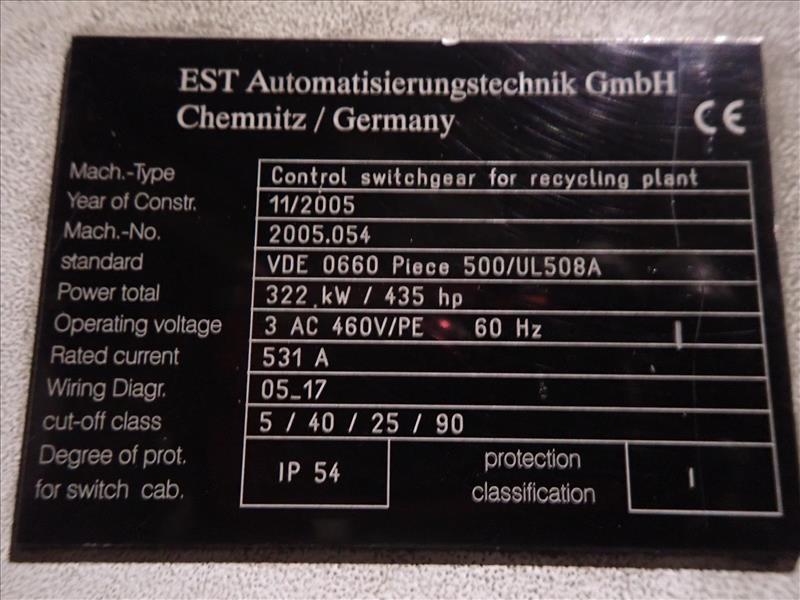 EST Automatisierungstechnik GmbH
Chemnitz / Germany CE
Mach.-Type Control switchgear for recycling plant
Year of Constr. 11/2005
Mach.-No. 2005.054
standard VDE 0660 Piece 500/UL508A
Power total 322 kW / 435 hp
Operating voltage 3 AC 460V/PE 60 Hz
Rated current 531 A
Wiring Diagr. 05_17
cut-off class 5 / 40 / 25 / 90
Degree of prot. IP 54 protection I
for switch cab. classification